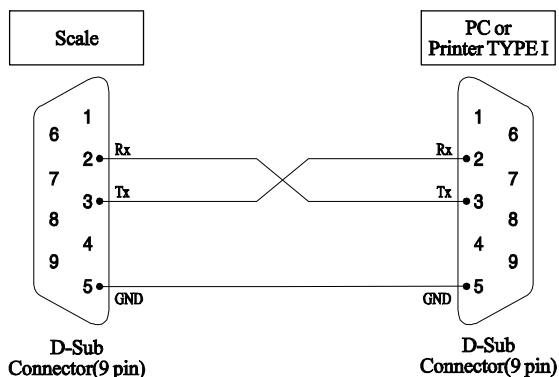 Scale
PC or
Printer TYPE I
1
6
2
Rx
7
3
Tx
8
4
9
5
GND
D-Sub
Connector(9 pin)
1
6
Rx
2
7
Tx
3
8
4
9
GND
5
D-Sub
Connector(9 pin)